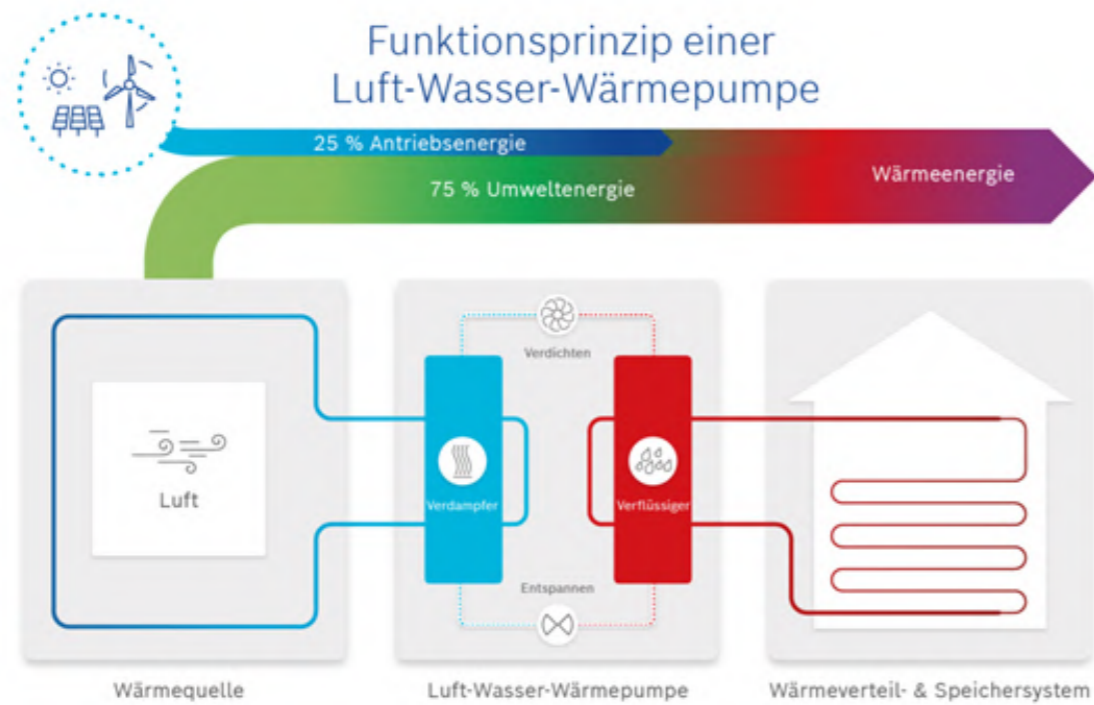 Funktionsprinzip einer
Luft-Wasser-Wärmepumpe
25 % Antriebsenergie
75 % Umweltenergie
Wärmeenergie
Luft
Verdichten
Verdampfer
Verflüssiger
Entspannen
Wärmequelle
Luft-Wasser-Wärmepumpe
Wärmeverteil- & Speichersystem